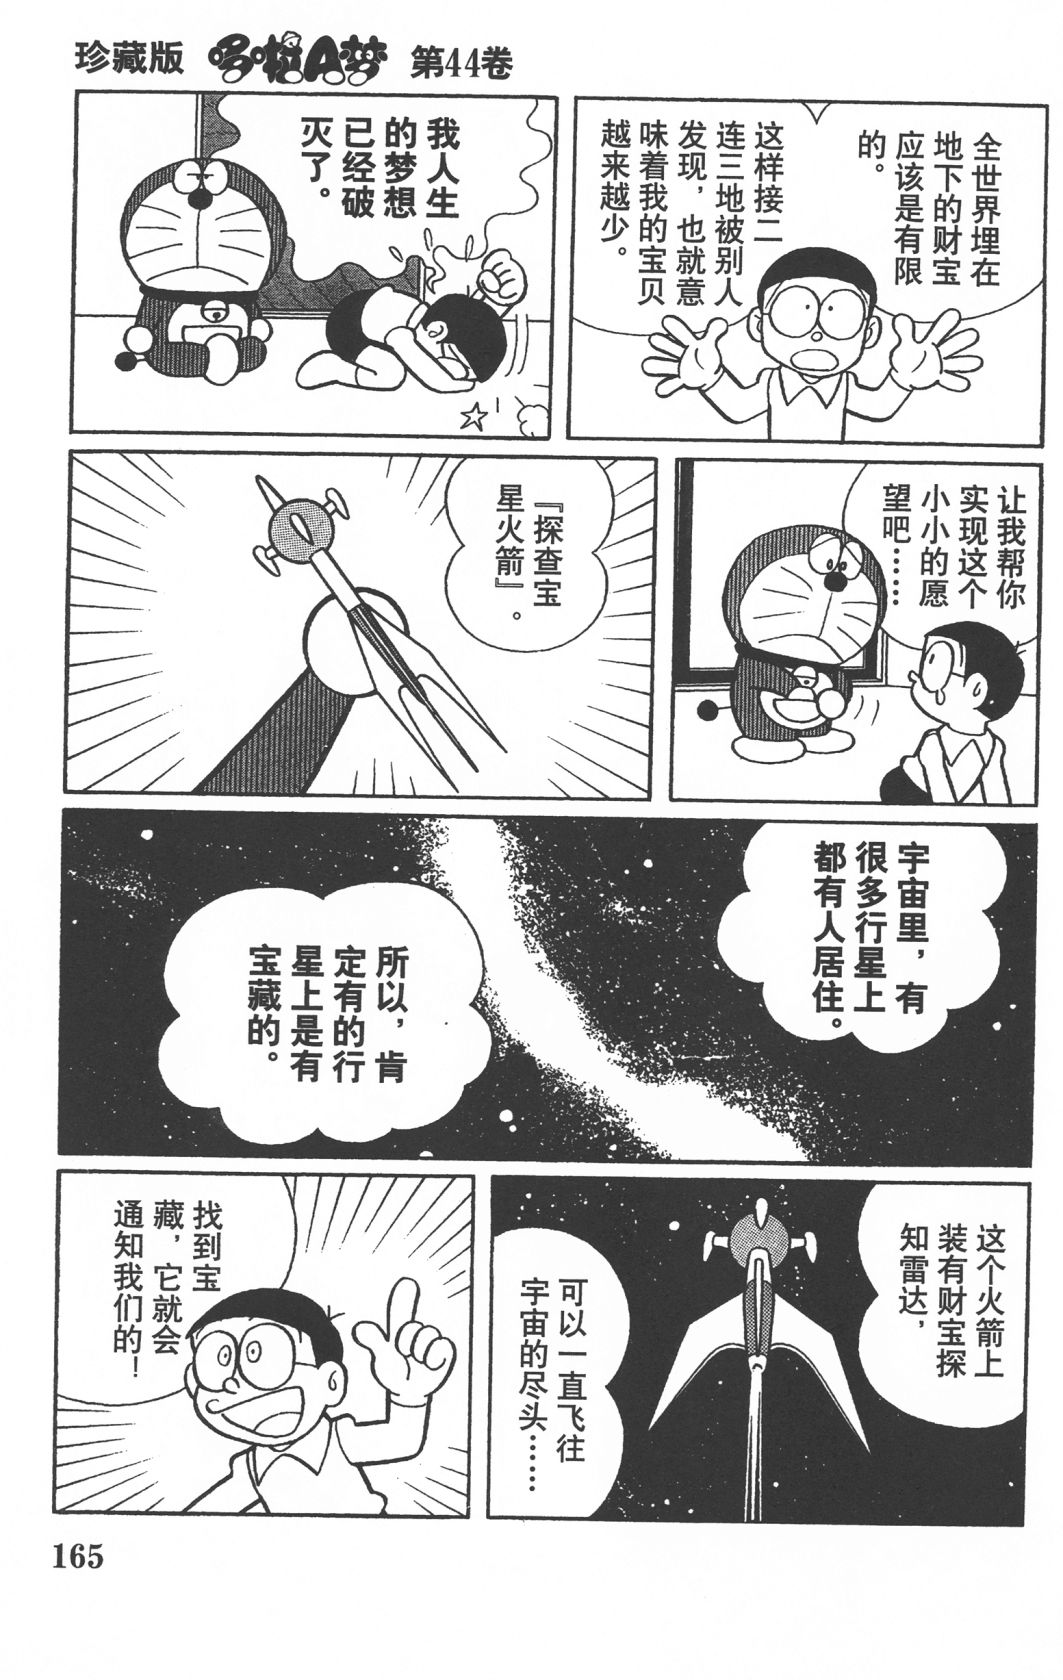 珍藏版 哆啦A梦 第44卷
全世界埋在
地下的财宝
应该是有限
的。
这样接二
连三地被别人
发现，也就意
味着我的宝贝
越来越少。
我人生
的梦想
已经破
灭了。
让我帮你
实现这个
小小的愿
望吧……
『探查宝
星火箭』。
宇宙里，有
很多行星上
都有人居住。
所以，肯
定有的行
星上是有
宝藏的。
这个火箭上
装有财宝探
知雷达，
可以一直飞往
宇宙的尽头……
找到宝
藏，它就会
通知我们的！
165